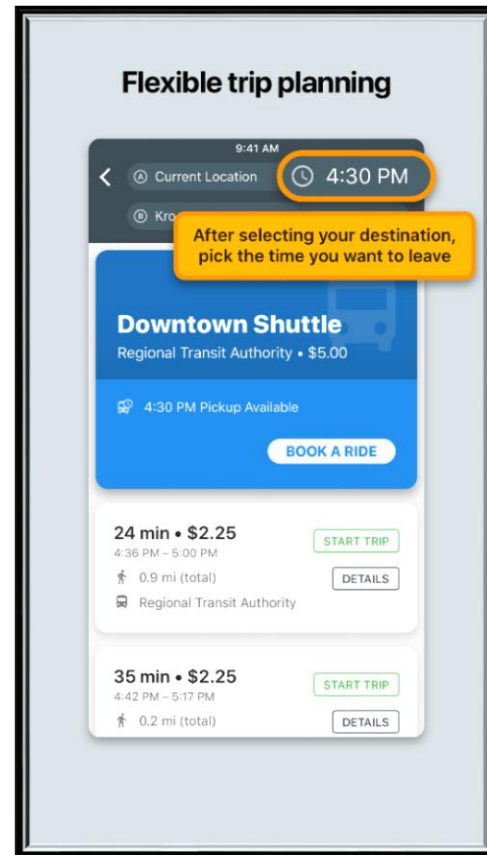 Flexible trip planning
9:41 AM
A Current Location
4:30 PM
B Kro
After selecting your destination,
pick the time you want to leave
Downtown Shuttle
Regional Transit Authority • $5.00
4:30 PM Pickup Available
BOOK A RIDE
24 min • $2.25
START TRIP
4:36 PM – 5:00 PM
0.9 mi (total)
DETAILS
Regional Transit Authority
35 min • $2.25
START TRIP
4:42 PM – 5:17 PM
0.2 mi (total)
DETAILS